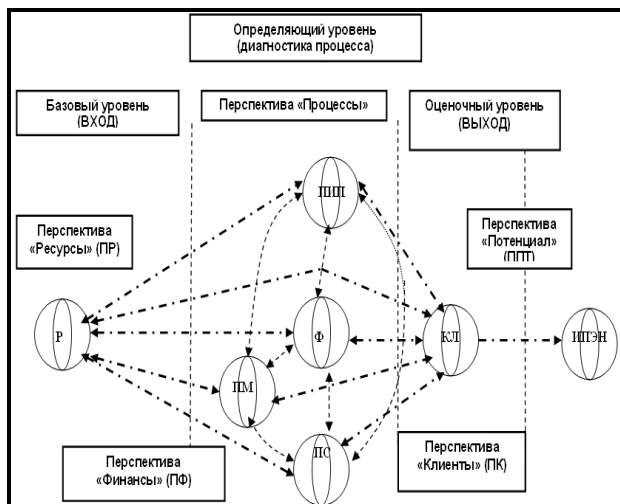 Определяющий уровень
(диагностика процесса)
Базовый уровень
(ВХОД)
Перспектива «Процессы»
Оценочный уровень
(ВЫХОД)
ПИП
Перспектива
«Ресурсы» (ПР)
Перспектива
«Потенциал»
(ППТ)
Р
Ф
КЛ
ИПЭН
ПМ
ПС
Перспектива
«Финансы» (ПФ)
Перспектива
«Клиенты» (ПК)